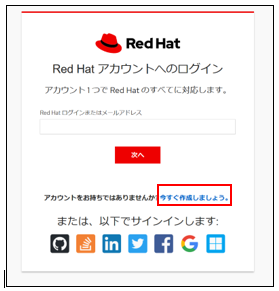 Red Hat
Red Hat アカウントへのログイン
アカウント1つで Red Hat のすべてに対応します。
Red Hat ログインまたはメールアドレス
次へ
アカウントをお持ちではありませんか? 今すぐ作成しましょう。
または、以下でサインインします: